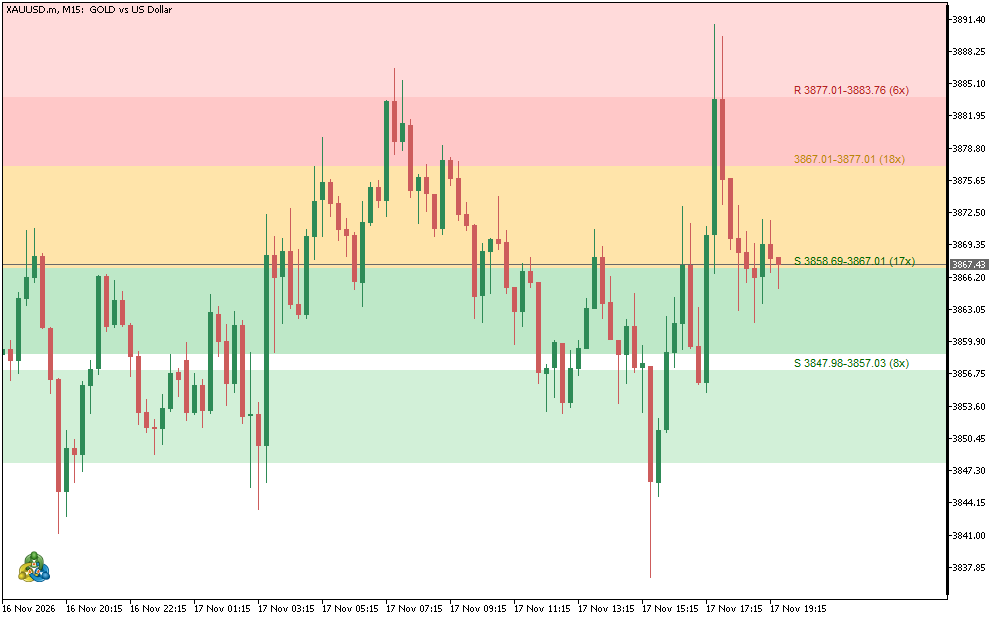 XAUUSD.m, M15: GOLD vs US Dollar
3891.40
3888.25
R 3877.01-3883.76 (6x)
3885.10
3881.95
3878.80
3867.01-3877.01 (18x)
3875.65
3872.50
3869.35
S 3858.69-3867.01 (17x)
3867.43
3866.20
3863.05
3859.90
S 3847.98-3857.03 (8x)
3856.75
3853.60
3850.45
3847.30
3844.15
3841.00
3837.85
16 Nov 2026
16 Nov 20:15
16 Nov 22:15
17 Nov 01:15
17 Nov 03:15
17 Nov 05:15
17 Nov 07:15
17 Nov 09:15
17 Nov 11:15
17 Nov 13:15
17 Nov 15:15
17 Nov 17:15
17 Nov 19:15